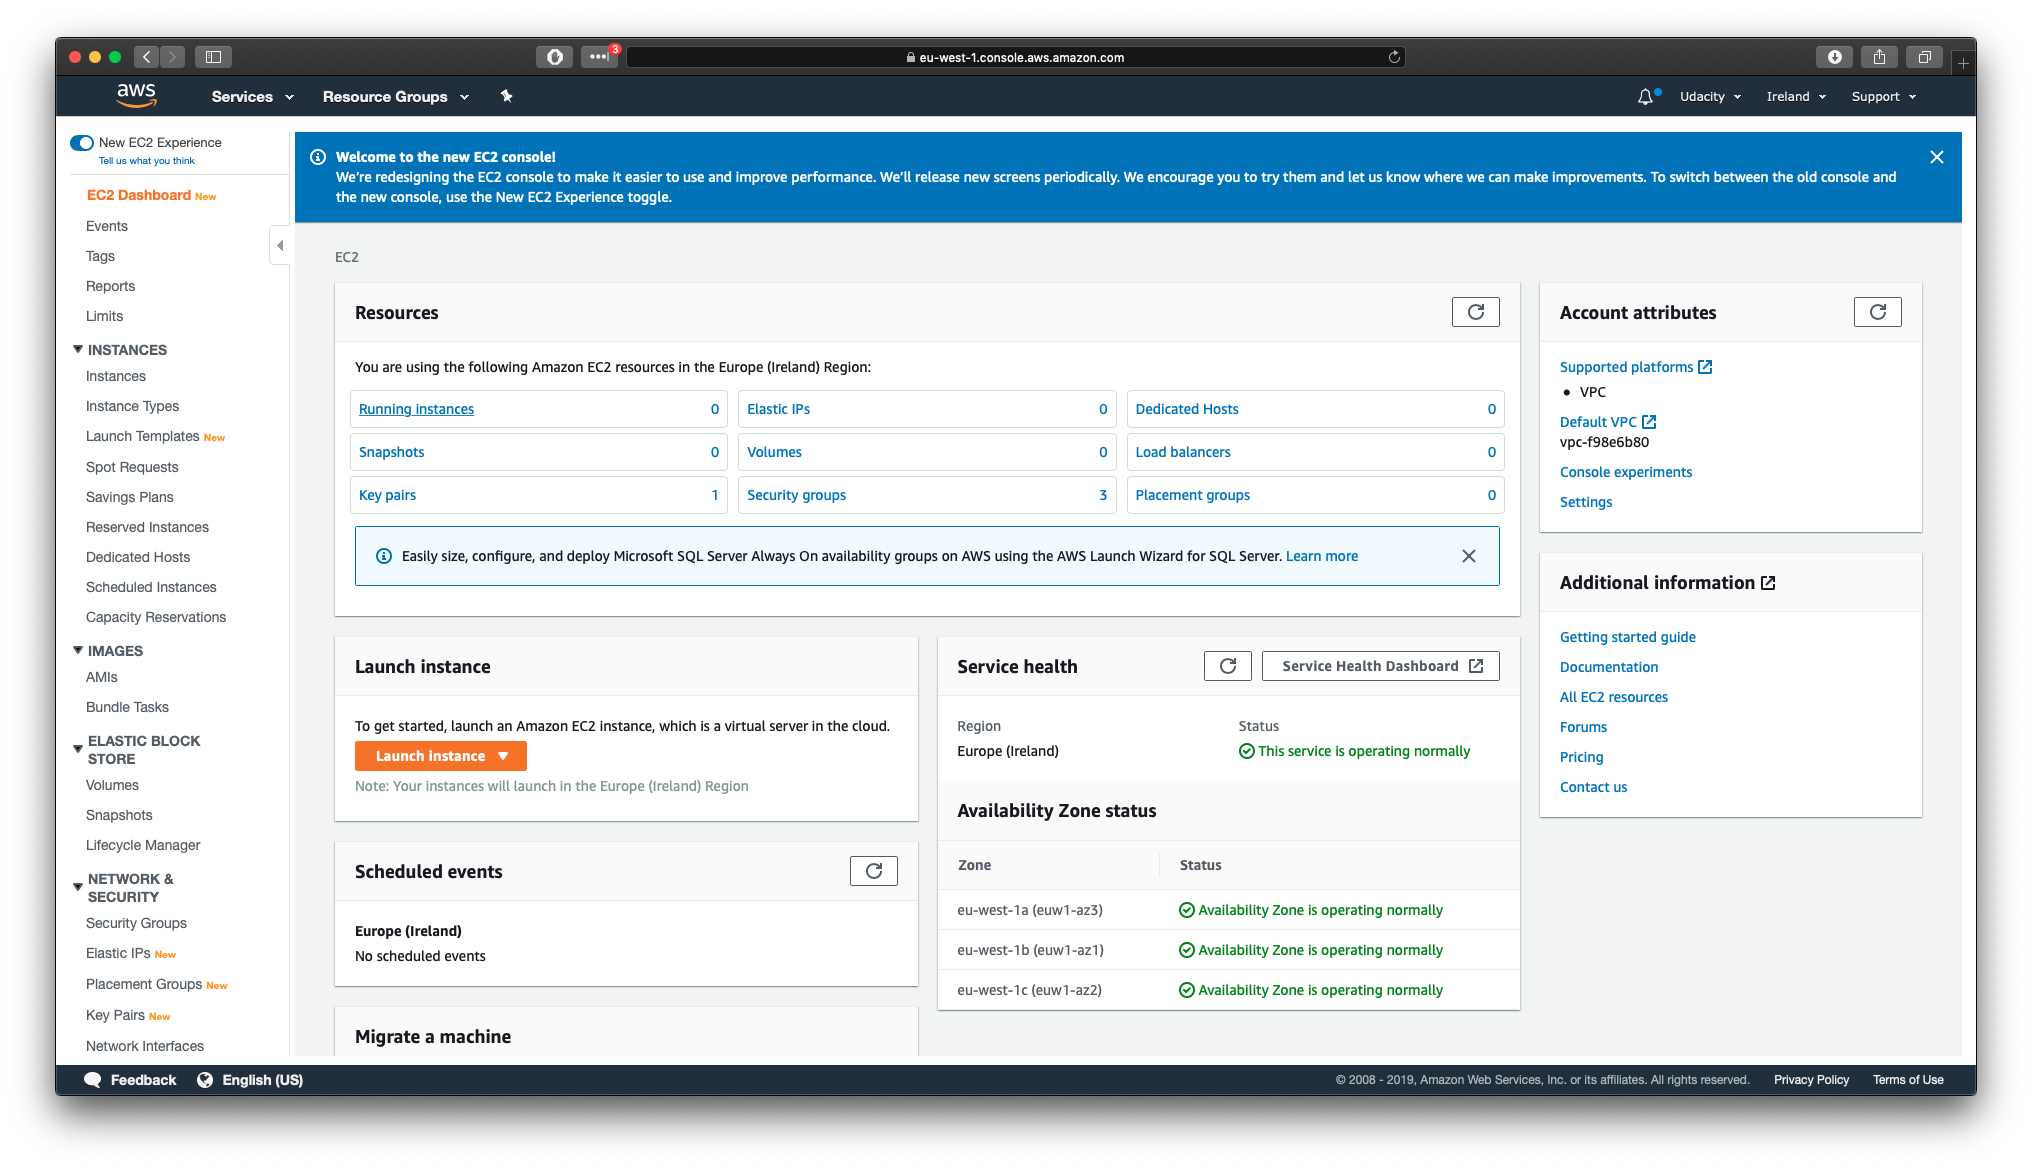 3
eu-west-1.console.aws.amazon.com
aws
Services
Resource Groups
Udacity
Ireland
Support
New EC2 Experience
Tell us what you think
EC2 Dashboard New
Events
Tags
Reports
Limits
INSTANCES
Instances
Instance Types
Launch Templates New
Spot Requests
Savings Plans
Reserved Instances
Dedicated Hosts
Scheduled Instances
Capacity Reservations
IMAGES
AMIs
Bundle Tasks
ELASTIC BLOCK
STORE
Volumes
Snapshots
Lifecycle Manager
NETWORK &
SECURITY
Security Groups
Elastic IPs New
Placement Groups New
Key Pairs New
Network Interfaces
Welcome to the new EC2 console!
We're redesigning the EC2 console to make it easier to use and improve performance. We'll release new screens periodically. We encourage you to try them and let us know where we can make improvements. To switch between the old console and
the new console, use the New EC2 Experience toggle.
EC2
Resources
You are using the following Amazon EC2 resources in the Europe (Ireland) Region:
Running instances 0
Elastic IPs 0
Dedicated Hosts 0
Snapshots 0
Volumes 0
Load balancers 0
Key pairs 1
Security groups 3
Placement groups 0
Easily size, configure, and deploy Microsoft SQL Server Always On availability groups on AWS using the AWS Launch Wizard for SQL Server. Learn more
Launch instance
To get started, launch an Amazon EC2 instance, which is a virtual server in the cloud.
Launch instance
Note: Your instances will launch in the Europe (Ireland) Region
Scheduled events
Europe (Ireland)
No scheduled events
Migrate a machine
Service health
Service Health Dashboard
Region
Status
Europe (Ireland)
This service is operating normally
Availability Zone status
Zone
Status
eu-west-1a (euw1-az3)
Availability Zone is operating normally
eu-west-1b (euw1-az1)
Availability Zone is operating normally
eu-west-1c (euw1-az2)
Availability Zone is operating normally
Account attributes
Supported platforms
VPC
Default VPC
vpc-f98e6b80
Console experiments
Settings
Additional information
Getting started guide
Documentation
All EC2 resources
Forums
Pricing
Contact us
Feedback
English (US)
© 2008 - 2019, Amazon Web Services, Inc. or its affiliates. All rights reserved.
Privacy Policy
Terms of Use